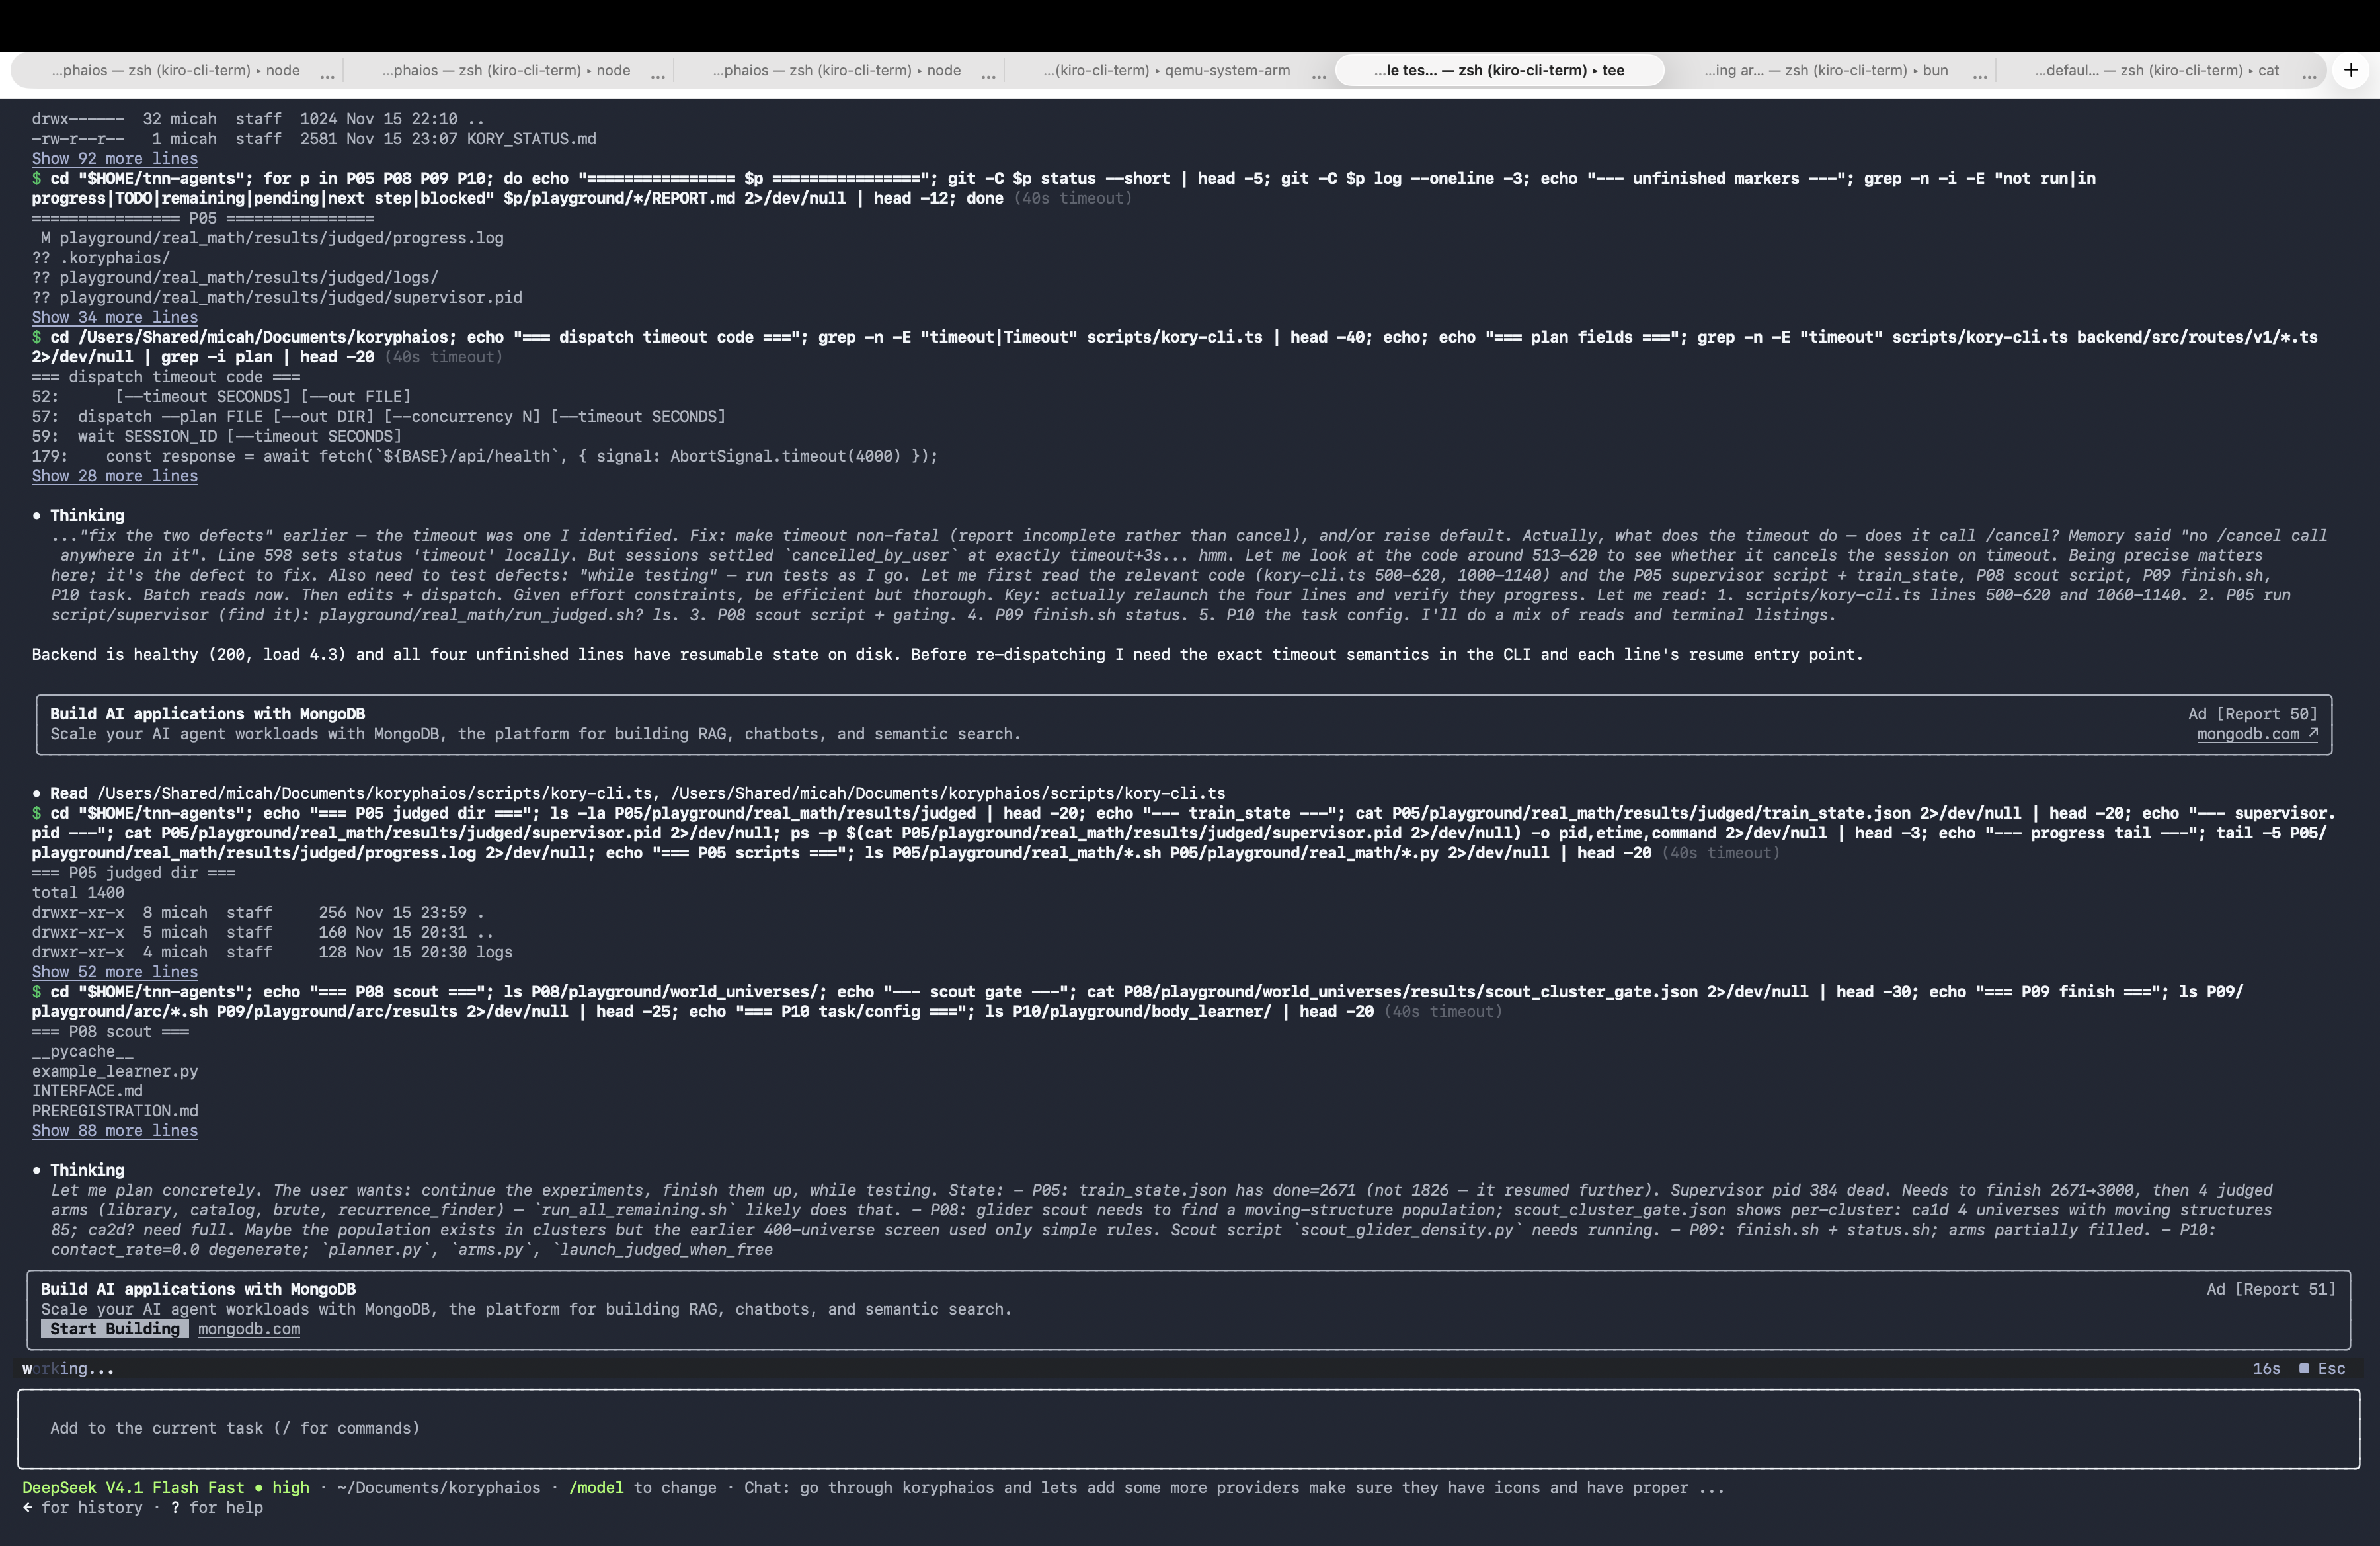 ...phaios — zsh (kiro-cli-term) ▸ node ... ...phaios — zsh (kiro-cli-term) ▸ node ... ...phaios — zsh (kiro-cli-term) ▸ node ... ...(kiro-cli-term) ▸ qemu-system-arm ... ...le tes... — zsh (kiro-cli-term) ▸ tee ...ing ar... — zsh (kiro-cli-term) ▸ bun ... ...defaul... — zsh (kiro-cli-term) ▸ cat ... +
drwx------  32 micah  staff  1024 Nov 15 22:10 ..
-rw-r--r--   1 micah  staff  2581 Nov 15 23:07 KORY_STATUS.md
Show 92 more lines
$ cd "$HOME/tnn-agents"; for p in P05 P08 P09 P10; do echo "================ $p ================"; git -C $p status --short | head -5; git -C $p log --oneline -3; echo "--- unfinished markers ---"; grep -n -i -E "not run|in
progress|TODO|remaining|pending|next step|blocked" $p/playground/*/REPORT.md 2>/dev/null | head -12; done (40s timeout)
================ P05 ================
 M playground/real_math/results/judged/progress.log
?? .koryphaios/
?? playground/real_math/results/judged/logs/
?? playground/real_math/results/judged/supervisor.pid
Show 34 more lines
$ cd /Users/Shared/micah/Documents/koryphaios; echo "=== dispatch timeout code ==="; grep -n -E "timeout|Timeout" scripts/kory-cli.ts | head -40; echo; echo "=== plan fields ==="; grep -n -E "timeout" scripts/kory-cli.ts backend/src/routes/v1/*.ts
2>/dev/null | grep -i plan | head -20 (40s timeout)
=== dispatch timeout code ===
52:      [--timeout SECONDS] [--out FILE]
57:  dispatch --plan FILE [--out DIR] [--concurrency N] [--timeout SECONDS]
59:  wait SESSION_ID [--timeout SECONDS]
179:    const response = await fetch(`${BASE}/api/health`, { signal: AbortSignal.timeout(4000) });
Show 28 more lines
● Thinking
..."fix the two defects" earlier — the timeout was one I identified. Fix: make timeout non-fatal (report incomplete rather than cancel), and/or raise default. Actually, what does the timeout do — does it call /cancel? Memory said "no /cancel call
anywhere in it". Line 598 sets status 'timeout' locally. But sessions settled `cancelled_by_user` at exactly timeout+3s... hmm. Let me look at the code around 513-620 to see whether it cancels the session on timeout. Being precise matters
here; it's the defect to fix. Also need to test defects: "while testing" — run tests as I go. Let me first read the relevant code (kory-cli.ts 500-620, 1000-1140) and the P05 supervisor script + train_state, P08 scout script, P09 finish.sh,
P10 task. Batch reads now. Then edits + dispatch. Given effort constraints, be efficient but thorough. Key: actually relaunch the four lines and verify they progress. Let me read: 1. scripts/kory-cli.ts lines 500-620 and 1060-1140. 2. P05 run
script/supervisor (find it): playground/real_math/run_judged.sh? ls. 3. P08 scout script + gating. 4. P09 finish.sh status. 5. P10 the task config. I'll do a mix of reads and terminal listings.
Backend is healthy (200, load 4.3) and all four unfinished lines have resumable state on disk. Before re-dispatching I need the exact timeout semantics in the CLI and each line's resume entry point.
Build AI applications with MongoDB Ad [Report 50]
Scale your AI agent workloads with MongoDB, the platform for building RAG, chatbots, and semantic search. mongodb.com ↗
● Read /Users/Shared/micah/Documents/koryphaios/scripts/kory-cli.ts, /Users/Shared/micah/Documents/koryphaios/scripts/kory-cli.ts
$ cd "$HOME/tnn-agents"; echo "=== P05 judged dir ==="; ls -la P05/playground/real_math/results/judged | head -20; echo "--- train_state ---"; cat P05/playground/real_math/results/judged/train_state.json 2>/dev/null | head -20; echo "--- supervisor.
pid ---"; cat P05/playground/real_math/results/judged/supervisor.pid 2>/dev/null; ps -p $(cat P05/playground/real_math/results/judged/supervisor.pid 2>/dev/null) -o pid,etime,command 2>/dev/null | head -3; echo "--- progress tail ---"; tail -5 P05/
playground/real_math/results/judged/progress.log 2>/dev/null; echo "=== P05 scripts ==="; ls P05/playground/real_math/*.sh P05/playground/real_math/*.py 2>/dev/null | head -20 (40s timeout)
=== P05 judged dir ===
total 1400
drwxr-xr-x  8 micah  staff     256 Nov 15 23:59 .
drwxr-xr-x  5 micah  staff     160 Nov 15 20:31 ..
drwxr-xr-x  4 micah  staff     128 Nov 15 20:30 logs
Show 52 more lines
$ cd "$HOME/tnn-agents"; echo "=== P08 scout ==="; ls P08/playground/world_universes/; echo "--- scout gate ---"; cat P08/playground/world_universes/results/scout_cluster_gate.json 2>/dev/null | head -30; echo "=== P09 finish ==="; ls P09/
playground/arc/*.sh P09/playground/arc/results 2>/dev/null | head -25; echo "=== P10 task/config ==="; ls P10/playground/body_learner/ | head -20 (40s timeout)
=== P08 scout ===
__pycache__
example_learner.py
INTERFACE.md
PREREGISTRATION.md
Show 88 more lines
● Thinking
Let me plan concretely. The user wants: continue the experiments, finish them up, while testing. State: - P05: train_state.json has done=2671 (not 1826 — it resumed further). Supervisor pid 384 dead. Needs to finish 2671→3000, then 4 judged
arms (library, catalog, brute, recurrence_finder) — `run_all_remaining.sh` likely does that. - P08: glider scout needs to find a moving-structure population; scout_cluster_gate.json shows per-cluster: ca1d 4 universes with moving structures
85; ca2d? need full. Maybe the population exists in clusters but the earlier 400-universe screen used only simple rules. Scout script `scout_glider_density.py` needs running. - P09: finish.sh + status.sh; arms partially filled. - P10:
contact_rate=0.0 degenerate; `planner.py`, `arms.py`, `launch_judged_when_free
Build AI applications with MongoDB Ad [Report 51]
Scale your AI agent workloads with MongoDB, the platform for building RAG, chatbots, and semantic search.
Start Building mongodb.com
working... 16s ■ Esc
Add to the current task (/ for commands)
DeepSeek V4.1 Flash Fast ● high · ~/Documents/koryphaios · /model to change · Chat: go through koryphaios and lets add some more providers make sure they have icons and have proper ...
← for history · ? for help